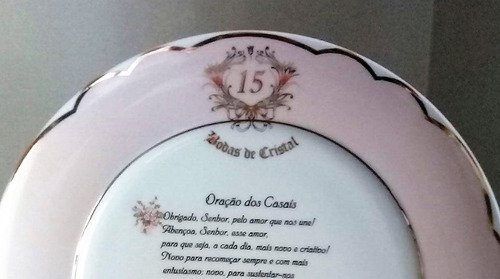 15
Bodas de Cristal
Oração dos Casais
Obrigado, Senhor, pelo amor que nos une!
Abençoa, Senhor, esse amor,
para que seja, a cada dia, mais novo e criativo!
Novo para recomeçar sempre e com mais
entusiasmo; novo, para sustentar-nos